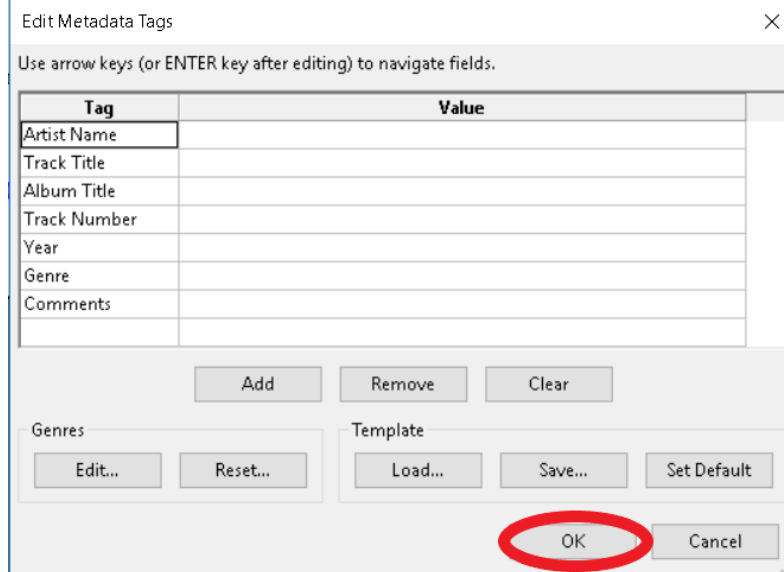 Edit Metadata Tags
Use arrow keys (or ENTER key after editing) to navigate fields.
Tag Value
Artist Name
Track Title
Album Title
Track Number
Year
Genre
Comments
Add Remove Clear
Genres Template
Edit... Reset... Load... Save... Set Default
OK Cancel